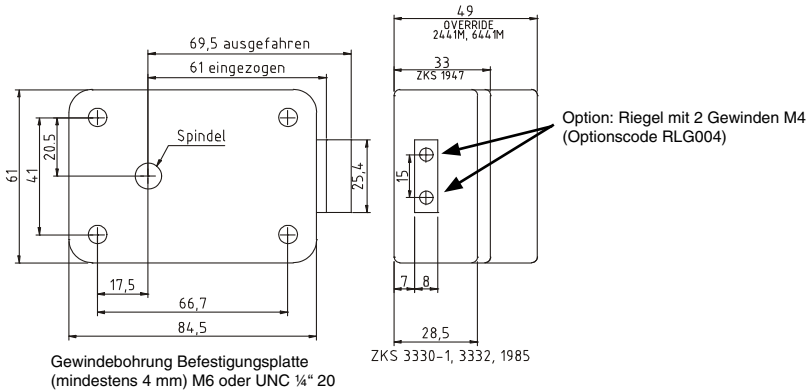 49
OVERRIDE
2441M, 6441M
69,5 ausgefahren
61 eingezogen
33
ZKS 1947
Option: Riegel mit 2 Gewinden M4
(Optionscode RLG004)
Spindel
61
41
20.5
25,4
15
17,5
66,7
84,5
7
8
28,5
ZKS 3330-1, 3332, 1985
Gewindebohrung Befestigungsplatte
(mindestens 4 mm) M6 oder UNC ¼“ 20